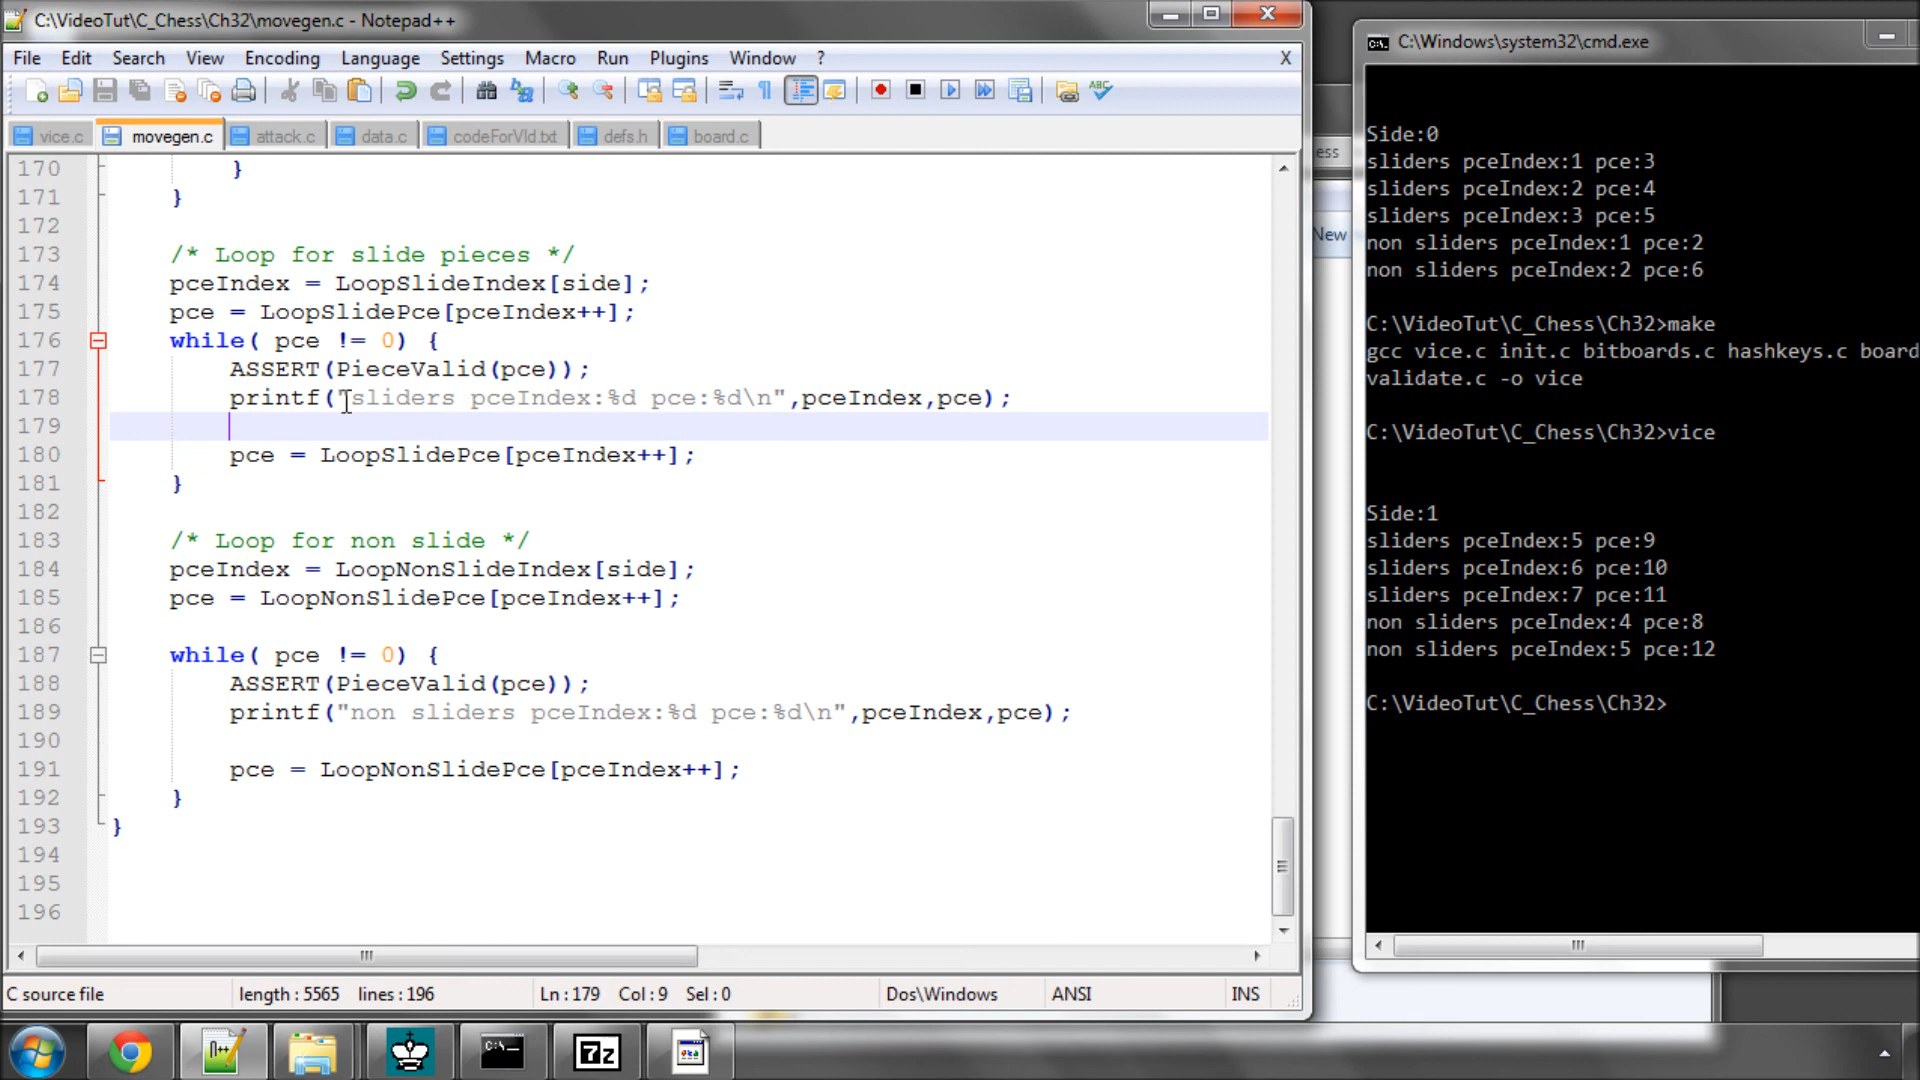 C:\VideoTut\C_Chess\Ch32\movegen.c - Notepad++
File Edit Search View Encoding Language Settings Macro Run Plugins Window ? X
vice.c movegen.c attack.c data.c codeForVld.txt defs.h board.c
170 }
171 }
172
173 /* Loop for slide pieces */
174 pceIndex = LoopSlideIndex[side];
175 pce = LoopSlidePce[pceIndex++];
176 while( pce != 0) {
177 ASSERT(PieceValid(pce));
178 printf("sliders pceIndex:%d pce:%d\n",pceIndex,pce);
179
180 pce = LoopSlidePce[pceIndex++];
181 }
182
183 /* Loop for non slide */
184 pceIndex = LoopNonSlideIndex[side];
185 pce = LoopNonSlidePce[pceIndex++];
186
187 while( pce != 0) {
188 ASSERT(PieceValid(pce));
189 printf("non sliders pceIndex:%d pce:%d\n",pceIndex,pce);
190
191 pce = LoopNonSlidePce[pceIndex++];
192 }
193 }
194
195
196
C source file length : 5565 lines : 196 Ln : 179 Col : 9 Sel : 0 Dos\Windows ANSI INS
ess
New
C:\Windows\system32\cmd.exe
Side:0
sliders pceIndex:1 pce:3
sliders pceIndex:2 pce:4
sliders pceIndex:3 pce:5
non sliders pceIndex:1 pce:2
non sliders pceIndex:2 pce:6
C:\VideoTut\C_Chess\Ch32>make
gcc vice.c init.c bitboards.c hashkeys.c board
validate.c -o vice
C:\VideoTut\C_Chess\Ch32>vice
Side:1
sliders pceIndex:5 pce:9
sliders pceIndex:6 pce:10
sliders pceIndex:7 pce:11
non sliders pceIndex:4 pce:8
non sliders pceIndex:5 pce:12
C:\VideoTut\C_Chess\Ch32>